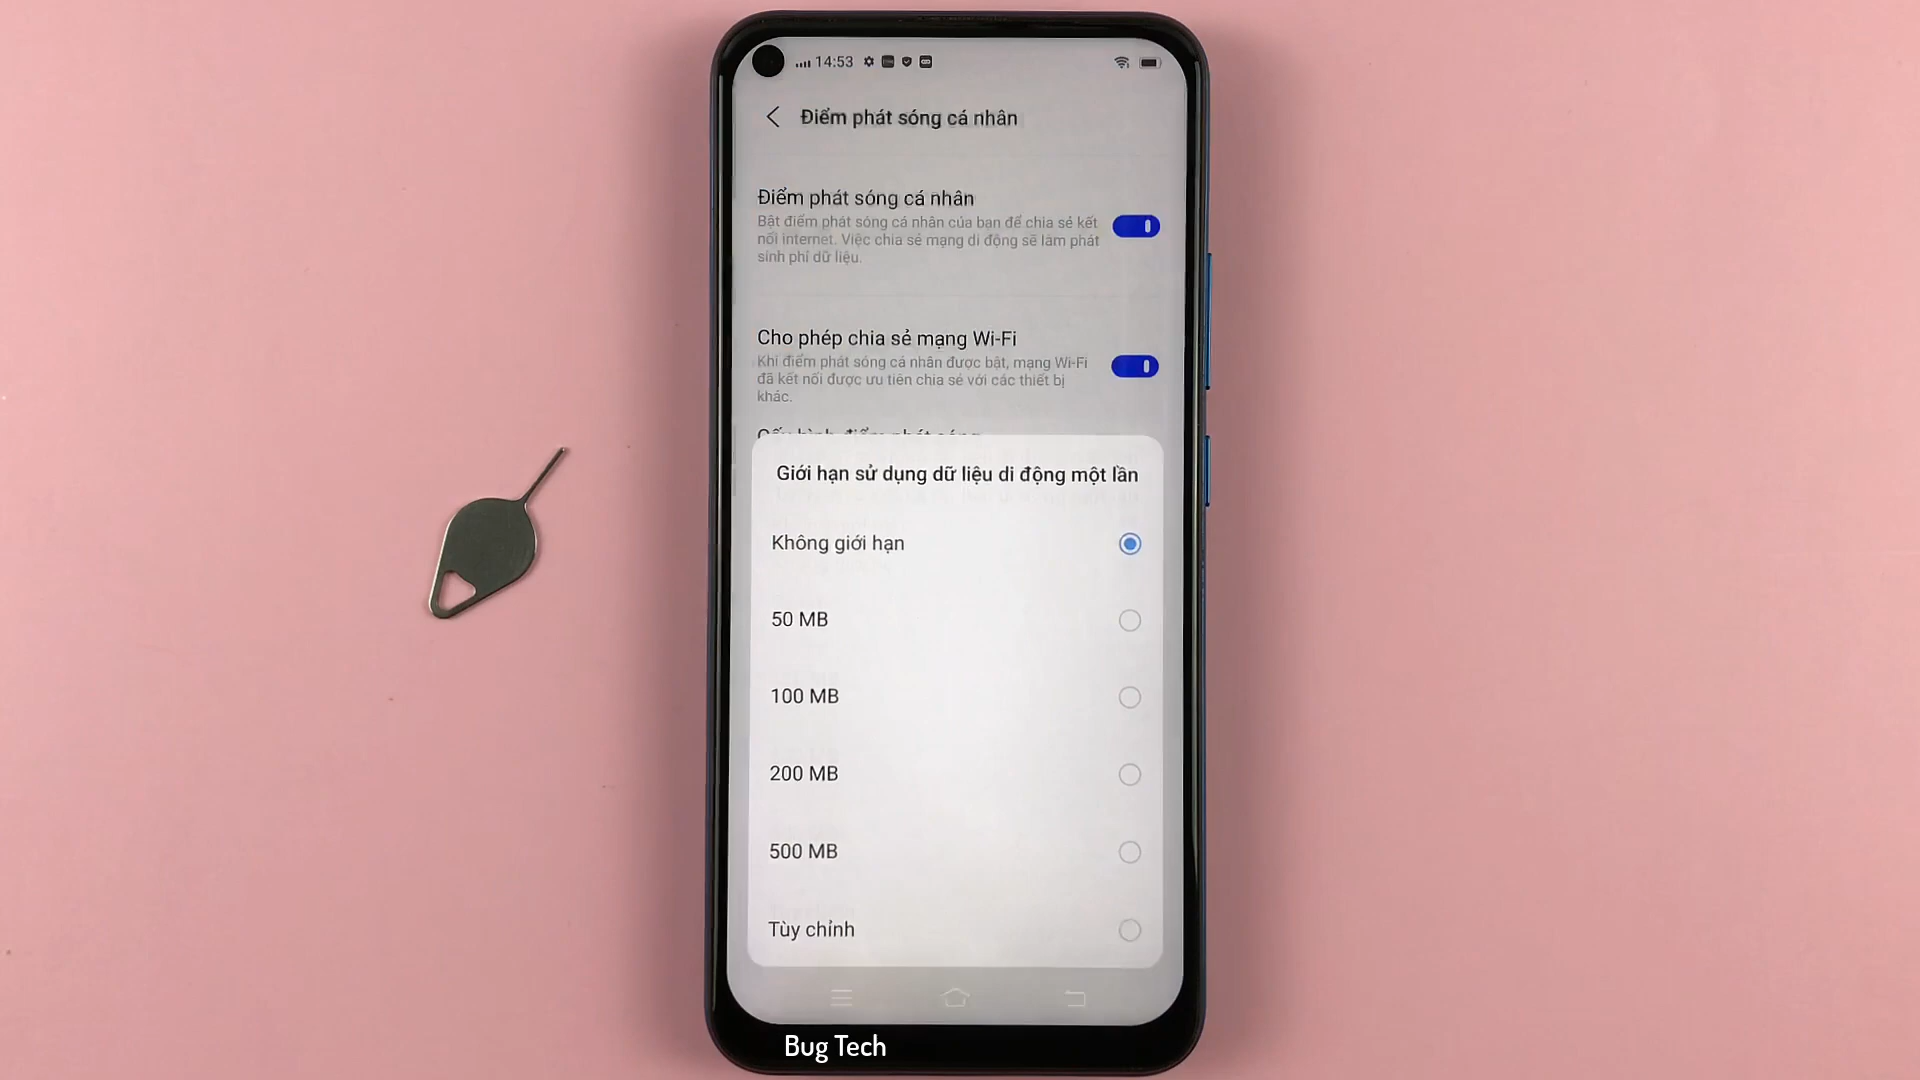 14:53
Điểm phát sóng cá nhân
Điểm phát sóng cá nhân
Bật điểm phát sóng cá nhân của bạn để chia sẻ kết
nối internet. Việc chia sẻ mạng di động sẽ làm phát
sinh phí dữ liệu.
Cho phép chia sẻ mạng Wi-Fi
Khi điểm phát sóng cá nhân được bật, mạng Wi-Fi
đã kết nối được ưu tiên chia sẻ với các thiết bị
khác.
Giới hạn sử dụng dữ liệu di động một lần
Không giới hạn
50 MB
100 MB
200 MB
500 MB
Tùy chỉnh
Bug Tech